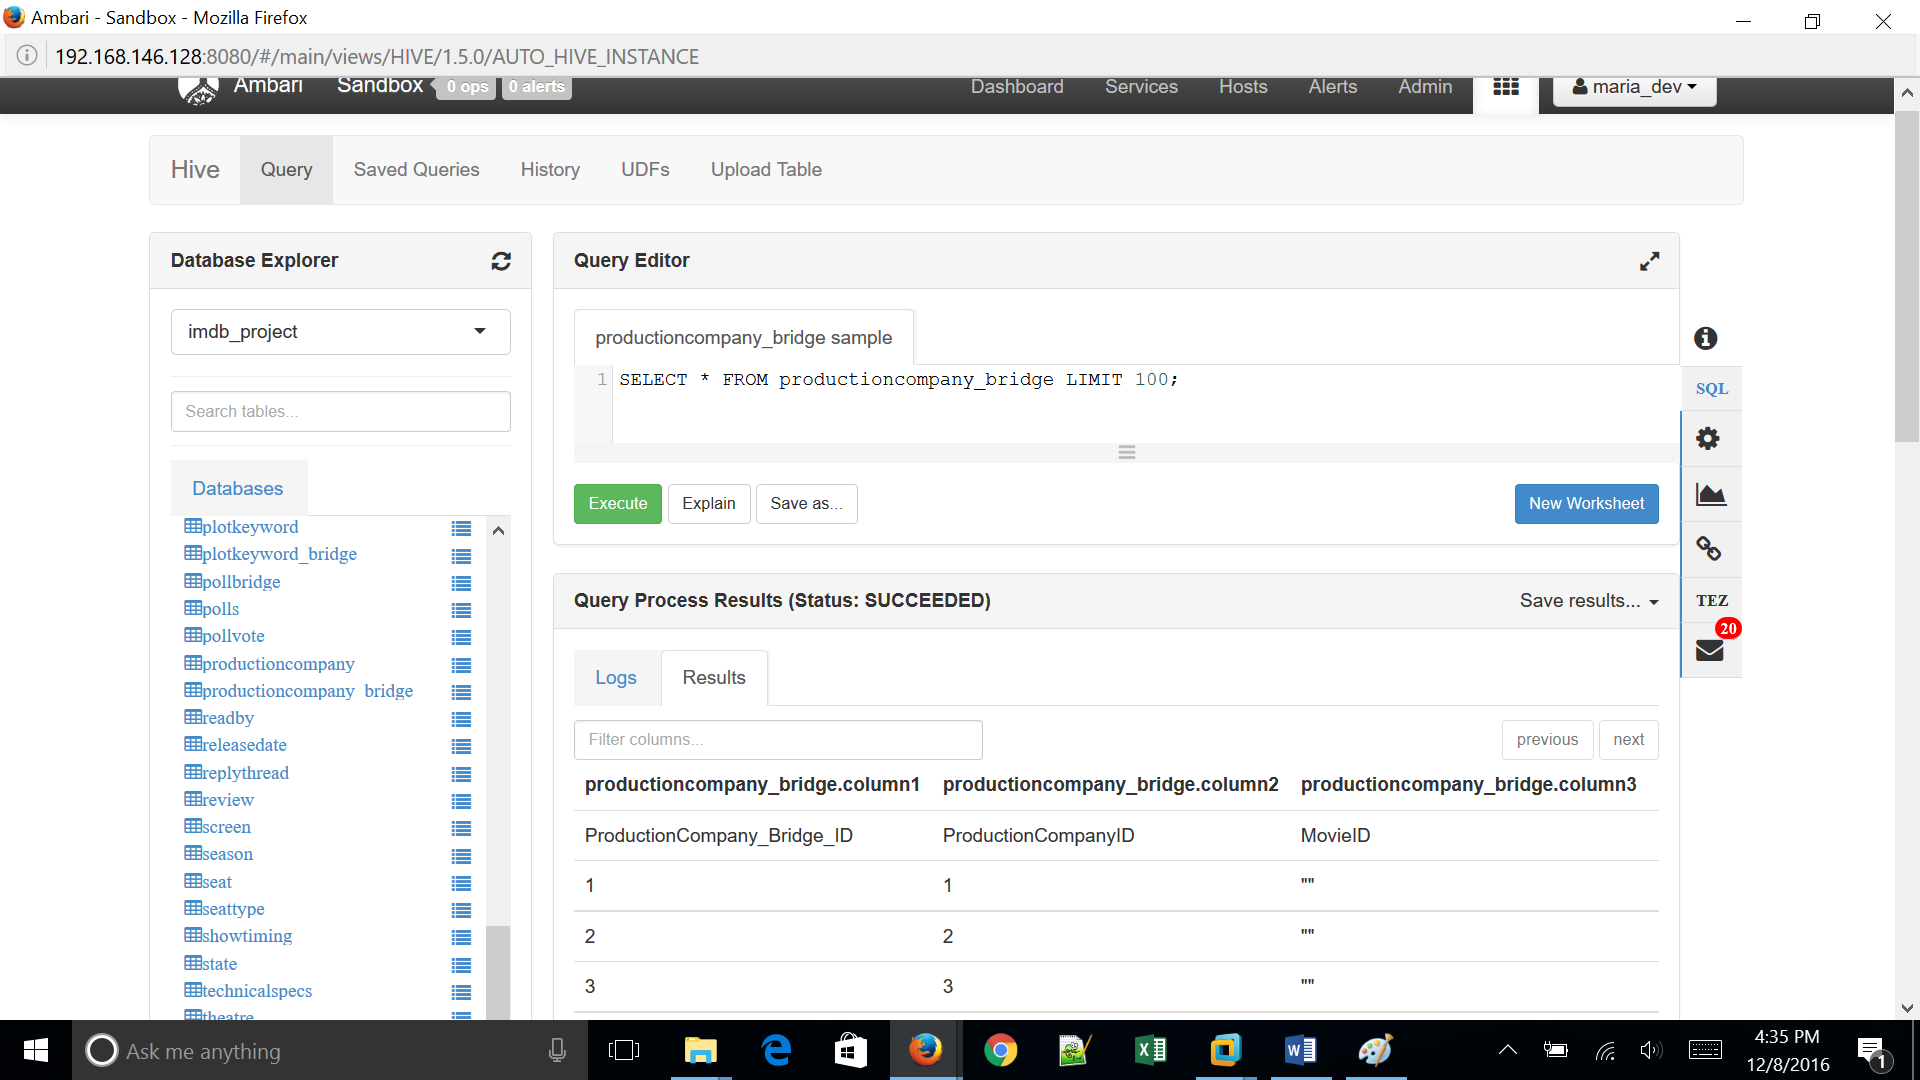 Ambari - Sandbox - Mozilla Firefox
192.168.146.128:8080/#/main/views/HIVE/1.5.0/AUTO_HIVE_INSTANCE
Ambari Sandbox 0 ops 0 alerts Dashboard Services Hosts Alerts Admin maria_dev
Hive Query Saved Queries History UDFs Upload Table
Database Explorer
imdb_project
Search tables...
Databases
plotkeyword
plotkeyword_bridge
pollbridge
polls
pollvote
productioncompany
productioncompany_bridge
readby
releasedate
replythread
review
screen
season
seat
seattype
showtiming
state
technicalspecs
theatre
Query Editor
productioncompany_bridge sample
1 SELECT * FROM productioncompany_bridge LIMIT 100;
Execute Explain Save as... New Worksheet
SQL
TEZ
20
Query Process Results (Status: SUCCEEDED) Save results...
Logs Results
Filter columns... previous next
productioncompany_bridge.column1 productioncompany_bridge.column2 productioncompany_bridge.column3
ProductionCompany_Bridge_ID ProductionCompanyID MovieID
1 1 ""
2 2 ""
3 3 ""
Ask me anything
4:35 PM
12/8/2016
1